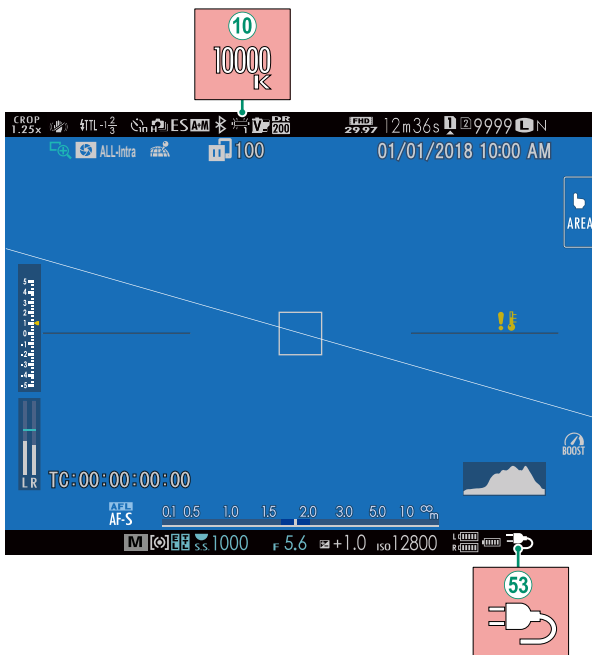 10
10000
K
CROP 1.25x TTL -1 2/3 in H ES A+M V DR 200 FHD 29.97 12m36s 1 2 9999 L N
S ALL-Intra 100 01/01/2018 10:00 AM
AREA
5
4
3
2
1
0
-1
-2
-3
-4
-5
BOOST
L R
TC:00:00:00:00
AFL
AF-S
0.1 0.5 1.0 1.5 2.0 3.0 5.0 10 ∞ m
M S.S. 1000 F 5.6 +1.0 ISO 12800 L R
53